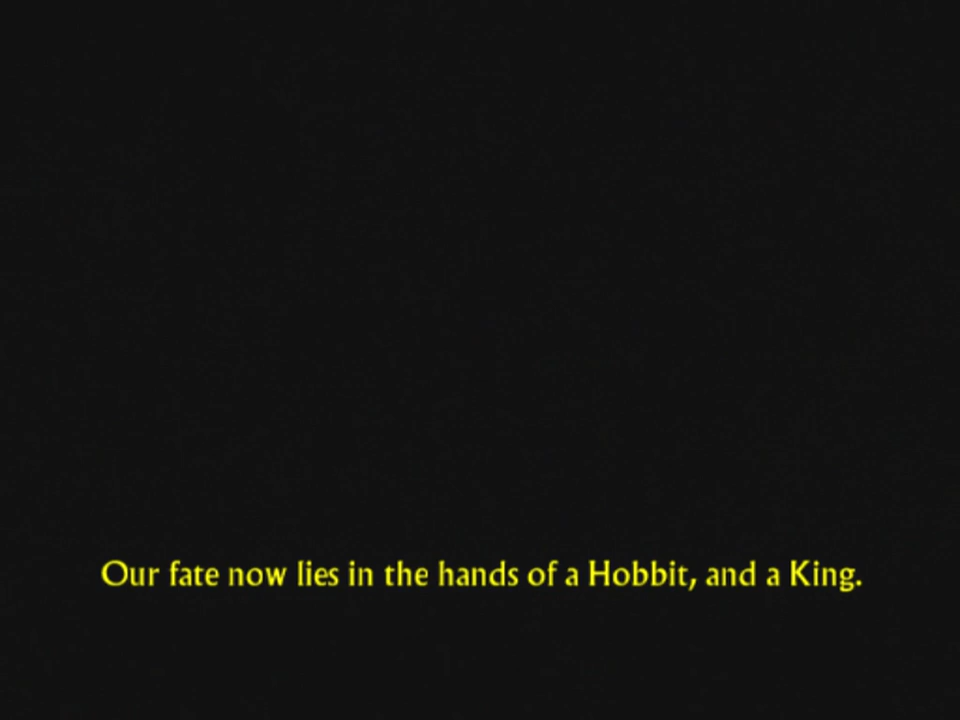 Our fate now lies in the hands of a Hobbit, and a King.